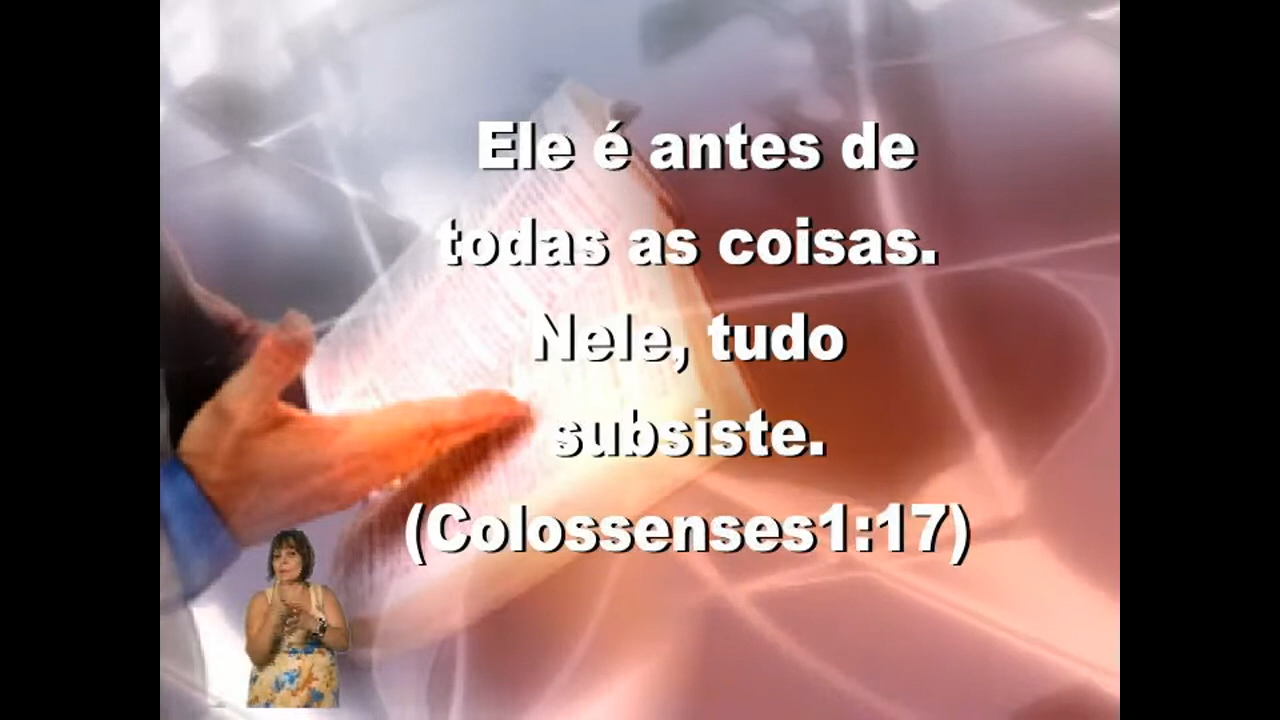 Ele é antes de
todas as coisas.
Nele, tudo
subsiste.
(Colossenses1:17)